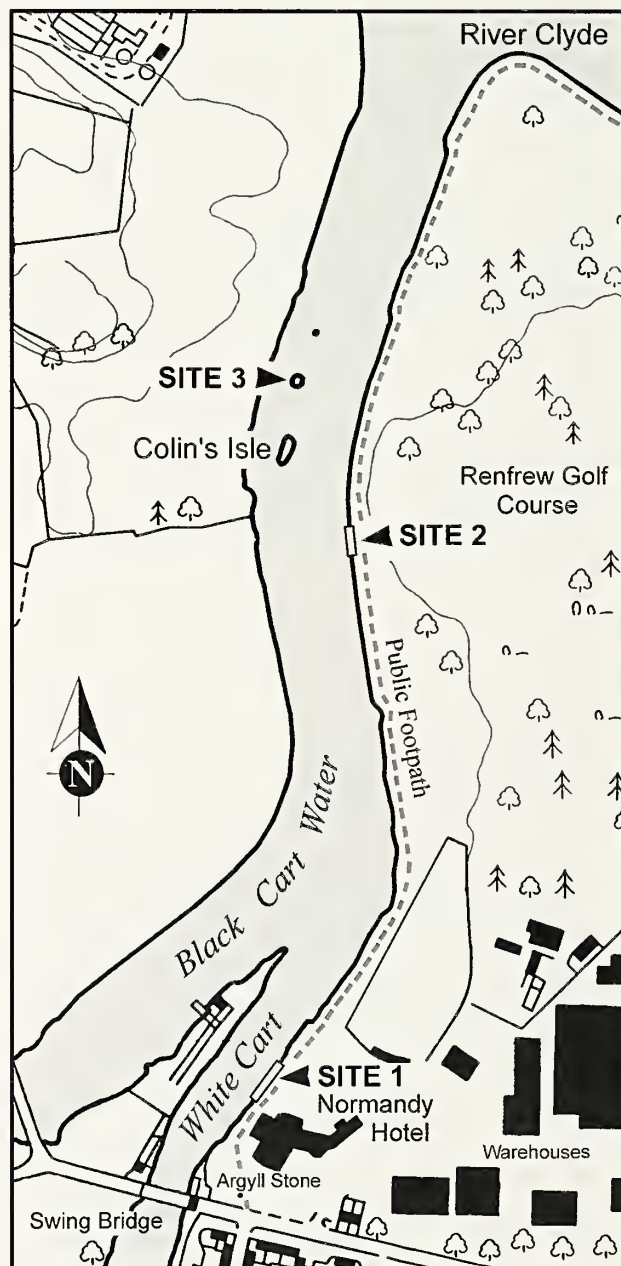 River Clyde
SITE 3
Colin's Isle
Renfrew Golf
Course
SITE 2
Public Footpath
N
Black Cart Water
White Cart
SITE 1
Normandy
Hotel
Warehouses
Argyll Stone
Swing Bridge